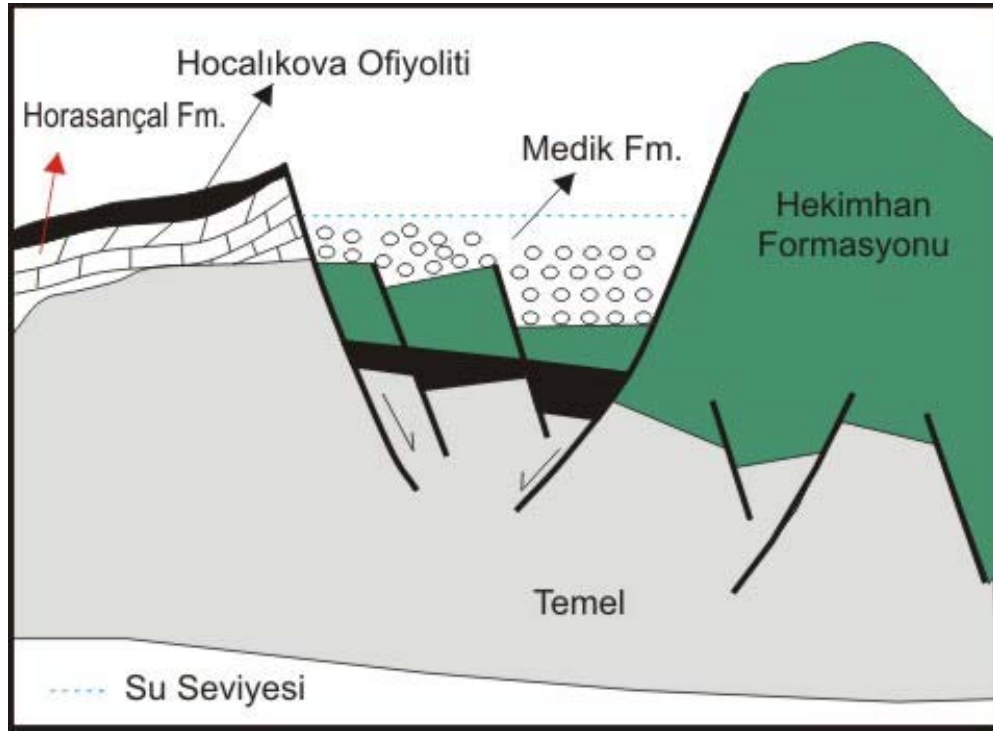 Hocalıkova Ofiyoliti
Horasançal Fm.
Medik Fm.
Hekimhan
Formasyonu
Temel
Su Seviyesi